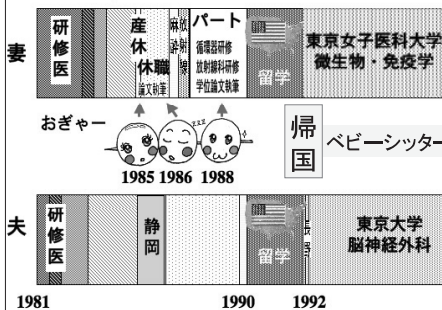 妻
研修医
産休
休職
論文執筆
麻酔
放射線
パート
循環器研修
放射線科研修
学位論文執筆
留学
東京女子医科大学
微生物・免疫学
おぎゃー
zzz
1985 1986 1988
帰国
ベビーシッター
夫
研修医
静岡
留学
東京大学
脳神経外科
1981 1990 1992